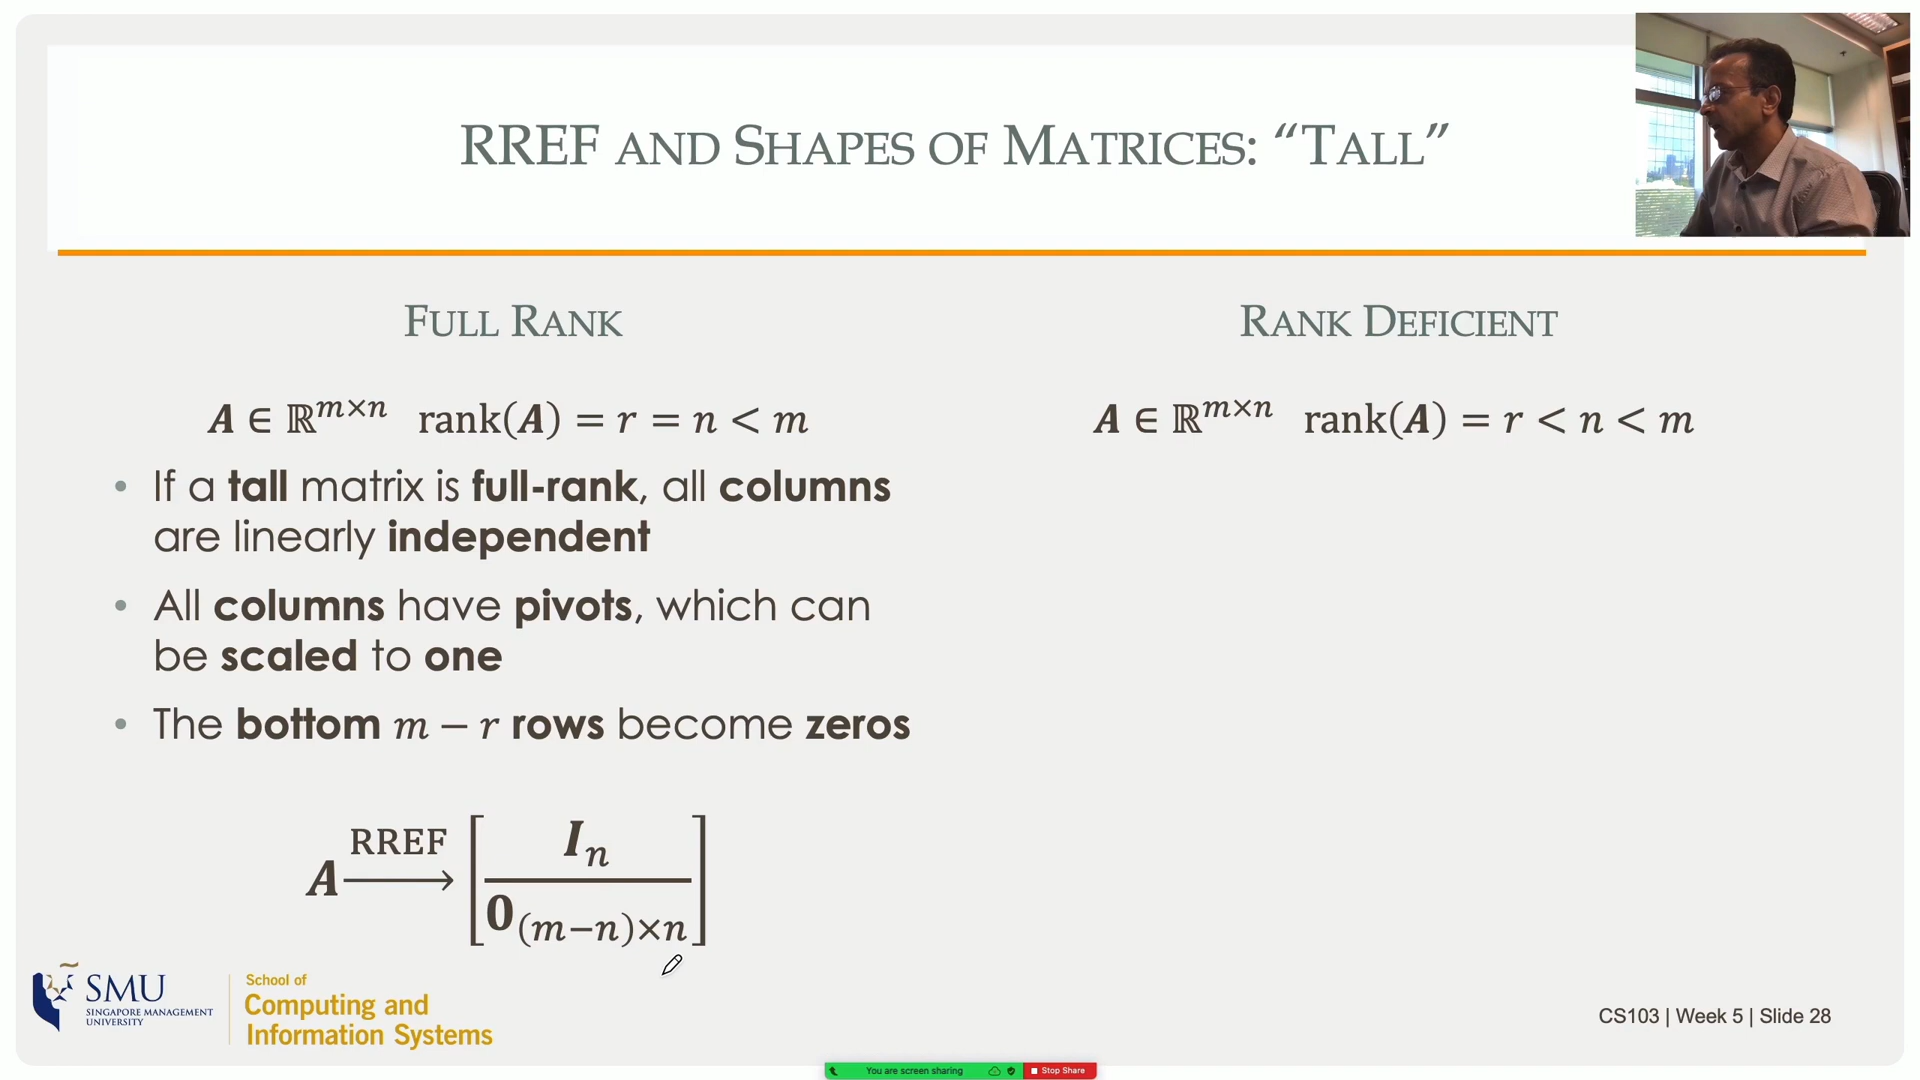 RREF AND SHAPES OF MATRICES: “TALL”
FULL RANK
A ∈ ℝ^{m×n} rank(A) = r = n < m
• If a tall matrix is full-rank, all columns
are linearly independent
• All columns have pivots, which can
be scaled to one
• The bottom m − r rows become zeros
A \xrightarrow{RREF} [ I_n / 0_{(m−n)×n} ]
RANK DEFICIENT
A ∈ ℝ^{m×n} rank(A) = r < n < m
SMU
SINGAPORE MANAGEMENT
UNIVERSITY
School of
Computing and
Information Systems
CS103 | Week 5 | Slide 28
You are screen sharing
Stop Share